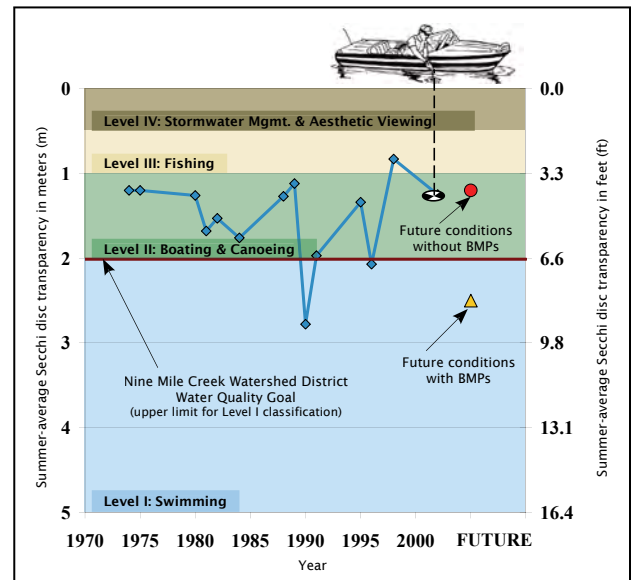 0
1
2
3
4
5
Summer-average Secchi disc transparency in meters (m)
0.0
3.3
6.6
9.8
13.1
16.4
Summer-average Secchi disc transparency in feet (ft)
Level IV: Stormwater Mgmt. & Aesthetic Viewing
Level III: Fishing
Level II: Boating & Canoeing
Future conditions
without BMPs
Future conditions
with BMPs
Nine Mile Creek Watershed District
Water Quality Goal
(upper limit for Level I classification)
Level I: Swimming
1970 1975 1980 1985 1990 1995 2000 FUTURE
Year